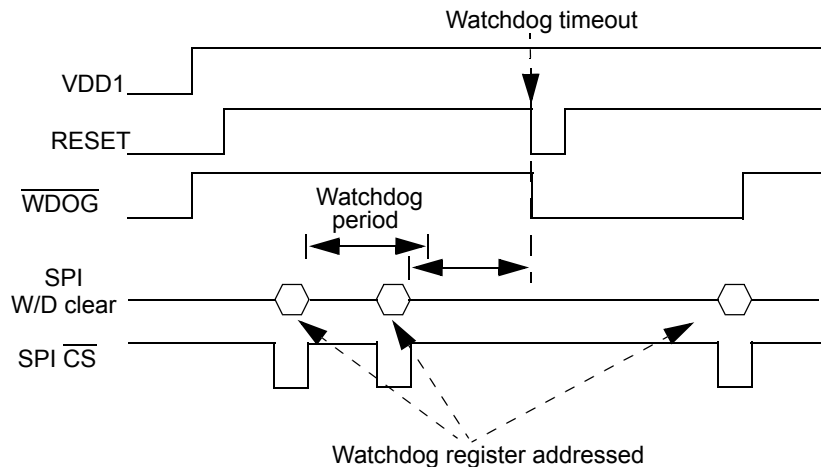 Watchdog timeout
VDD1
RESET
WDOG
Watchdog
period
SPI
W/D clear
SPI CS
Watchdog register addressed